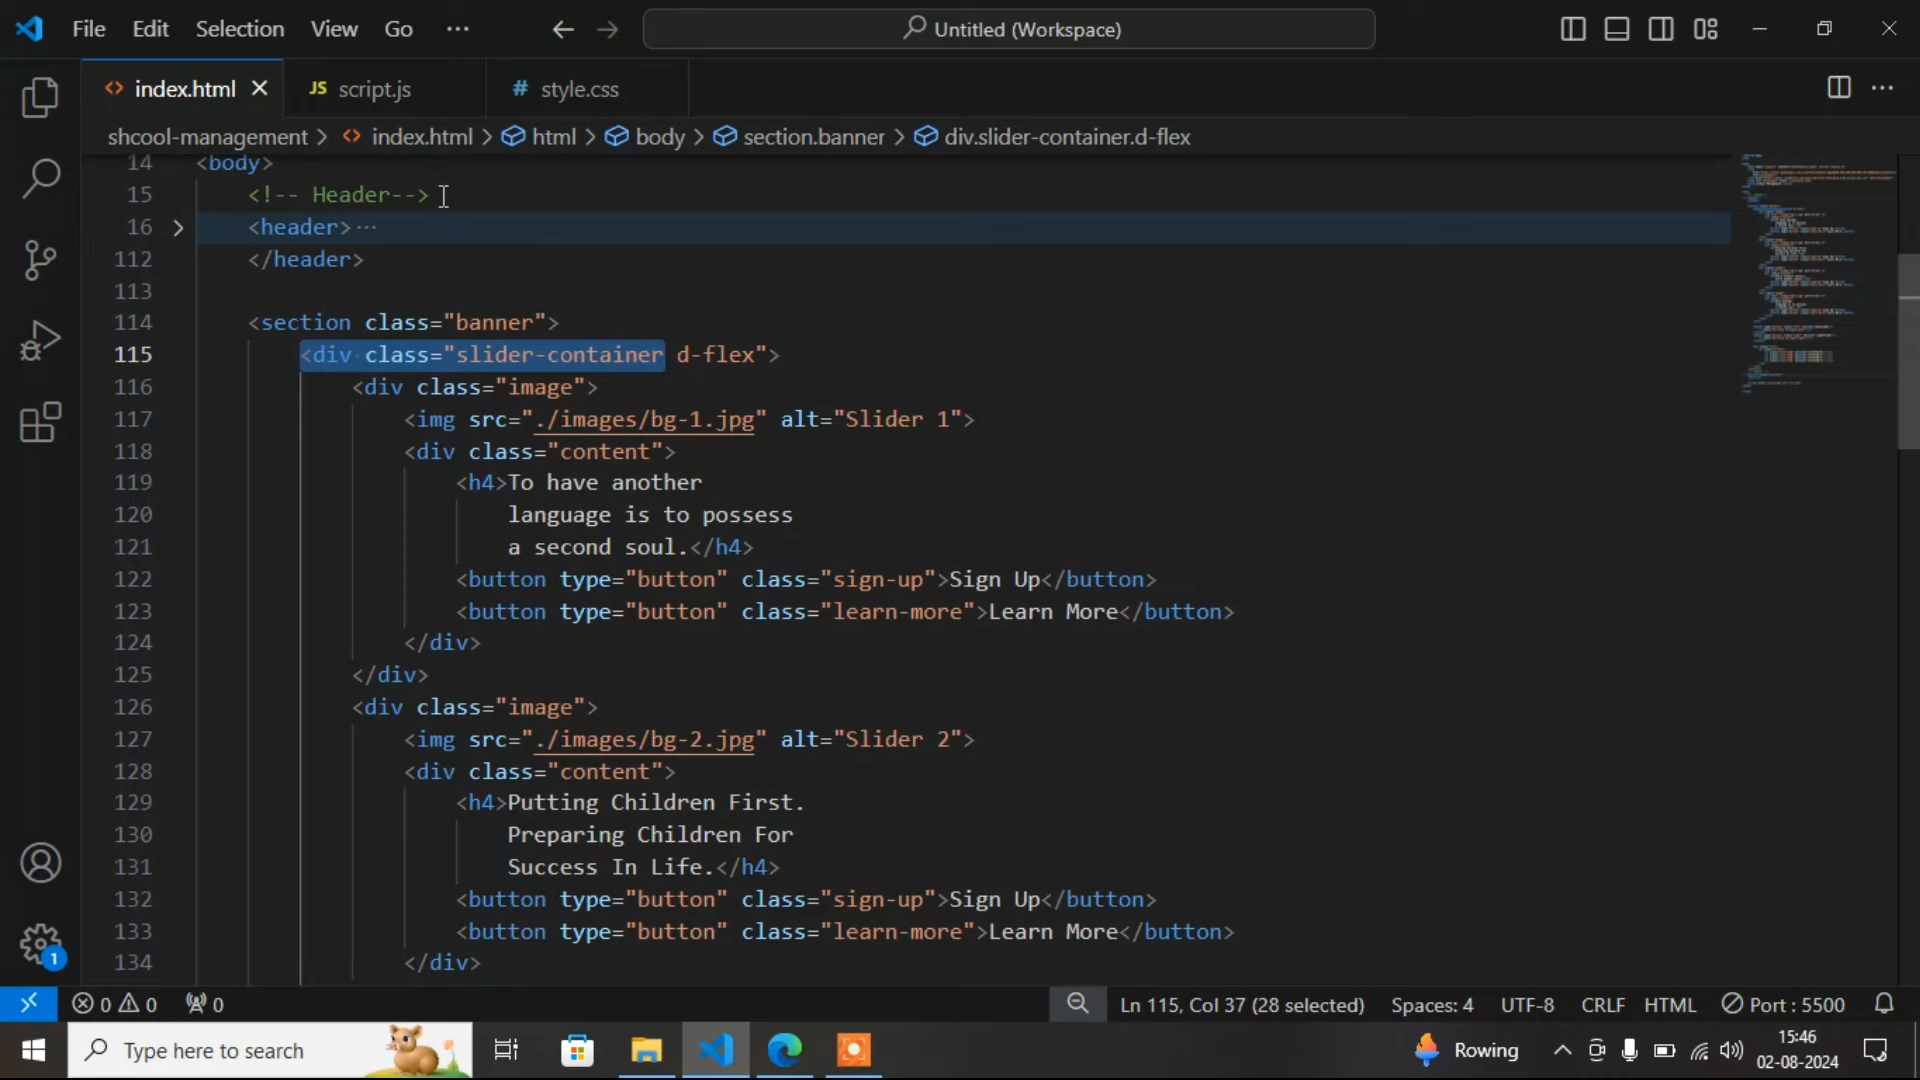 File Edit Selection View Go ··· Untitled (Workspace)
<> index.html JS script.js # style.css
shcool-management > <> index.html > html > body > section.banner > div.slider-container.d-flex
14 <body>
15 <!-- Header-->
16 <header>···
112 </header>
113
114 <section class="banner">
115 <div class="slider-container d-flex">
116 <div class="image">
117 <img src="./images/bg-1.jpg" alt="Slider 1">
118 <div class="content">
119 <h4>To have another
120 language is to possess
121 a second soul.</h4>
122 <button type="button" class="sign-up">Sign Up</button>
123 <button type="button" class="learn-more">Learn More</button>
124 </div>
125 </div>
126 <div class="image">
127 <img src="./images/bg-2.jpg" alt="Slider 2">
128 <div class="content">
129 <h4>Putting Children First.
130 Preparing Children For
131 Success In Life.</h4>
132 <button type="button" class="sign-up">Sign Up</button>
133 <button type="button" class="learn-more">Learn More</button>
134 </div>
1
0 0 0 Ln 115, Col 37 (28 selected) Spaces: 4 UTF-8 CRLF HTML Port : 5500
Type here to search Rowing 15:46
02-08-2024